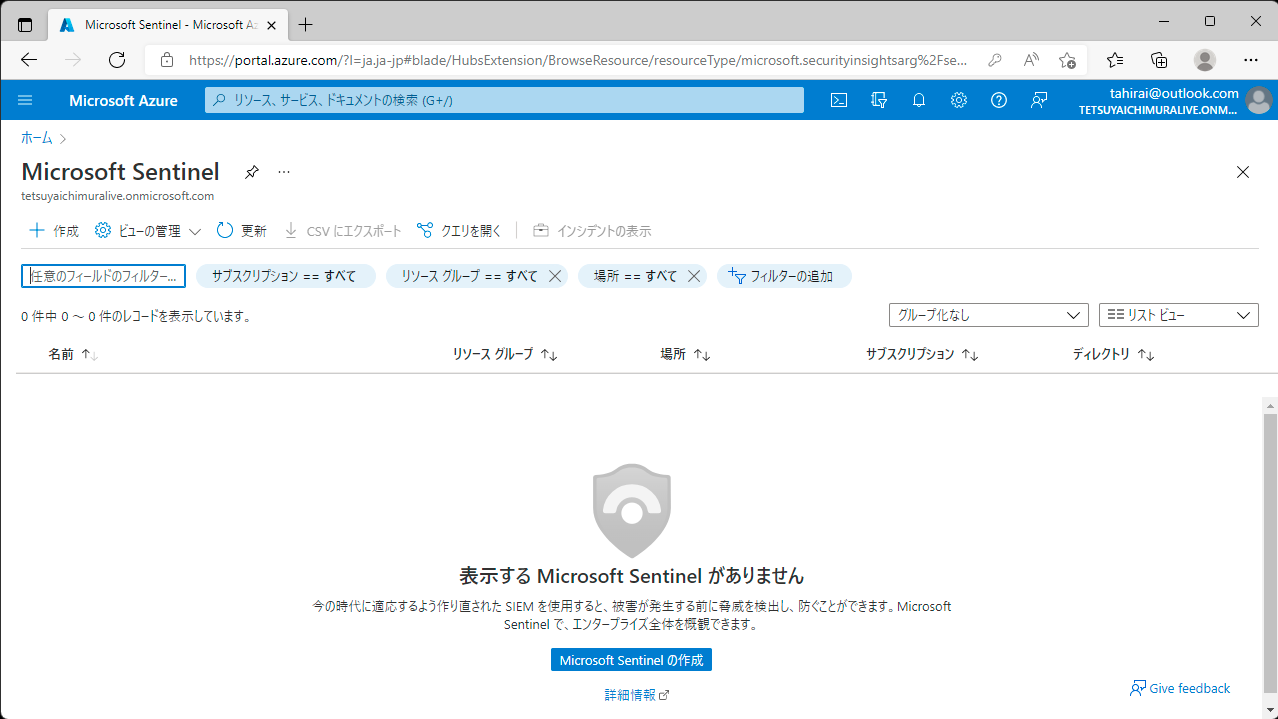 Microsoft Sentinel - Microsoft Az
https://portal.azure.com/?l=ja.ja-jp#blade/HubsExtension/BrowseResource/resourceType/microsoft.securityinsightsarg%2Fse...
Microsoft Azure
リソース、サービス、ドキュメントの検索 (G+/)
tahirai@outlook.com
TETSUYAICHIMURALIVE.ONM...
ホーム
Microsoft Sentinel
tetsuyaichimuralive.onmicrosoft.com
作成 ビューの管理 更新 CSV にエクスポート クエリを開く インシデントの表示
任意のフィールドのフィルター... サブスクリプション == すべて リソース グループ == すべて 場所 == すべて フィルターの追加
0 件中 0 ～ 0 件のレコードを表示しています。 グループ化なし リスト ビュー
名前 ↑↓ リソース グループ ↑↓ 場所 ↑↓ サブスクリプション ↑↓ ディレクトリ ↑↓
表示する Microsoft Sentinel がありません
今の時代に適応するよう作り直された SIEM を使用すると、被害が発生する前に脅威を検出し、防ぐことができます。Microsoft
Sentinel で、エンタープライズ全体を概観できます。
Microsoft Sentinel の作成
詳細情報
Give feedback